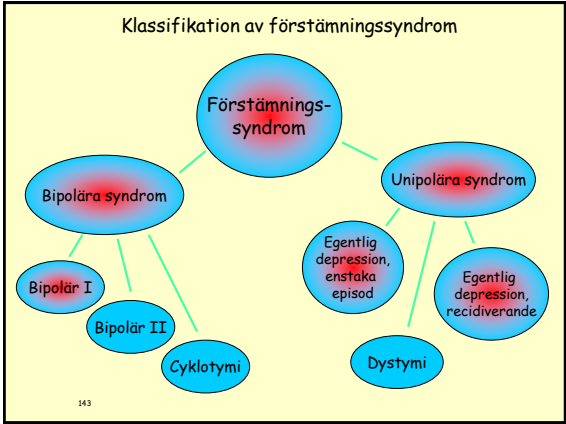 Klassifikation av förstämningssyndrom
Förstämnings-
syndrom
Bipolära syndrom
Unipolära syndrom
Bipolär I
Bipolär II
Cyklotymi
Egentlig
depression,
enstaka
episod
Dystymi
Egentlig
depression,
recidiverande
143